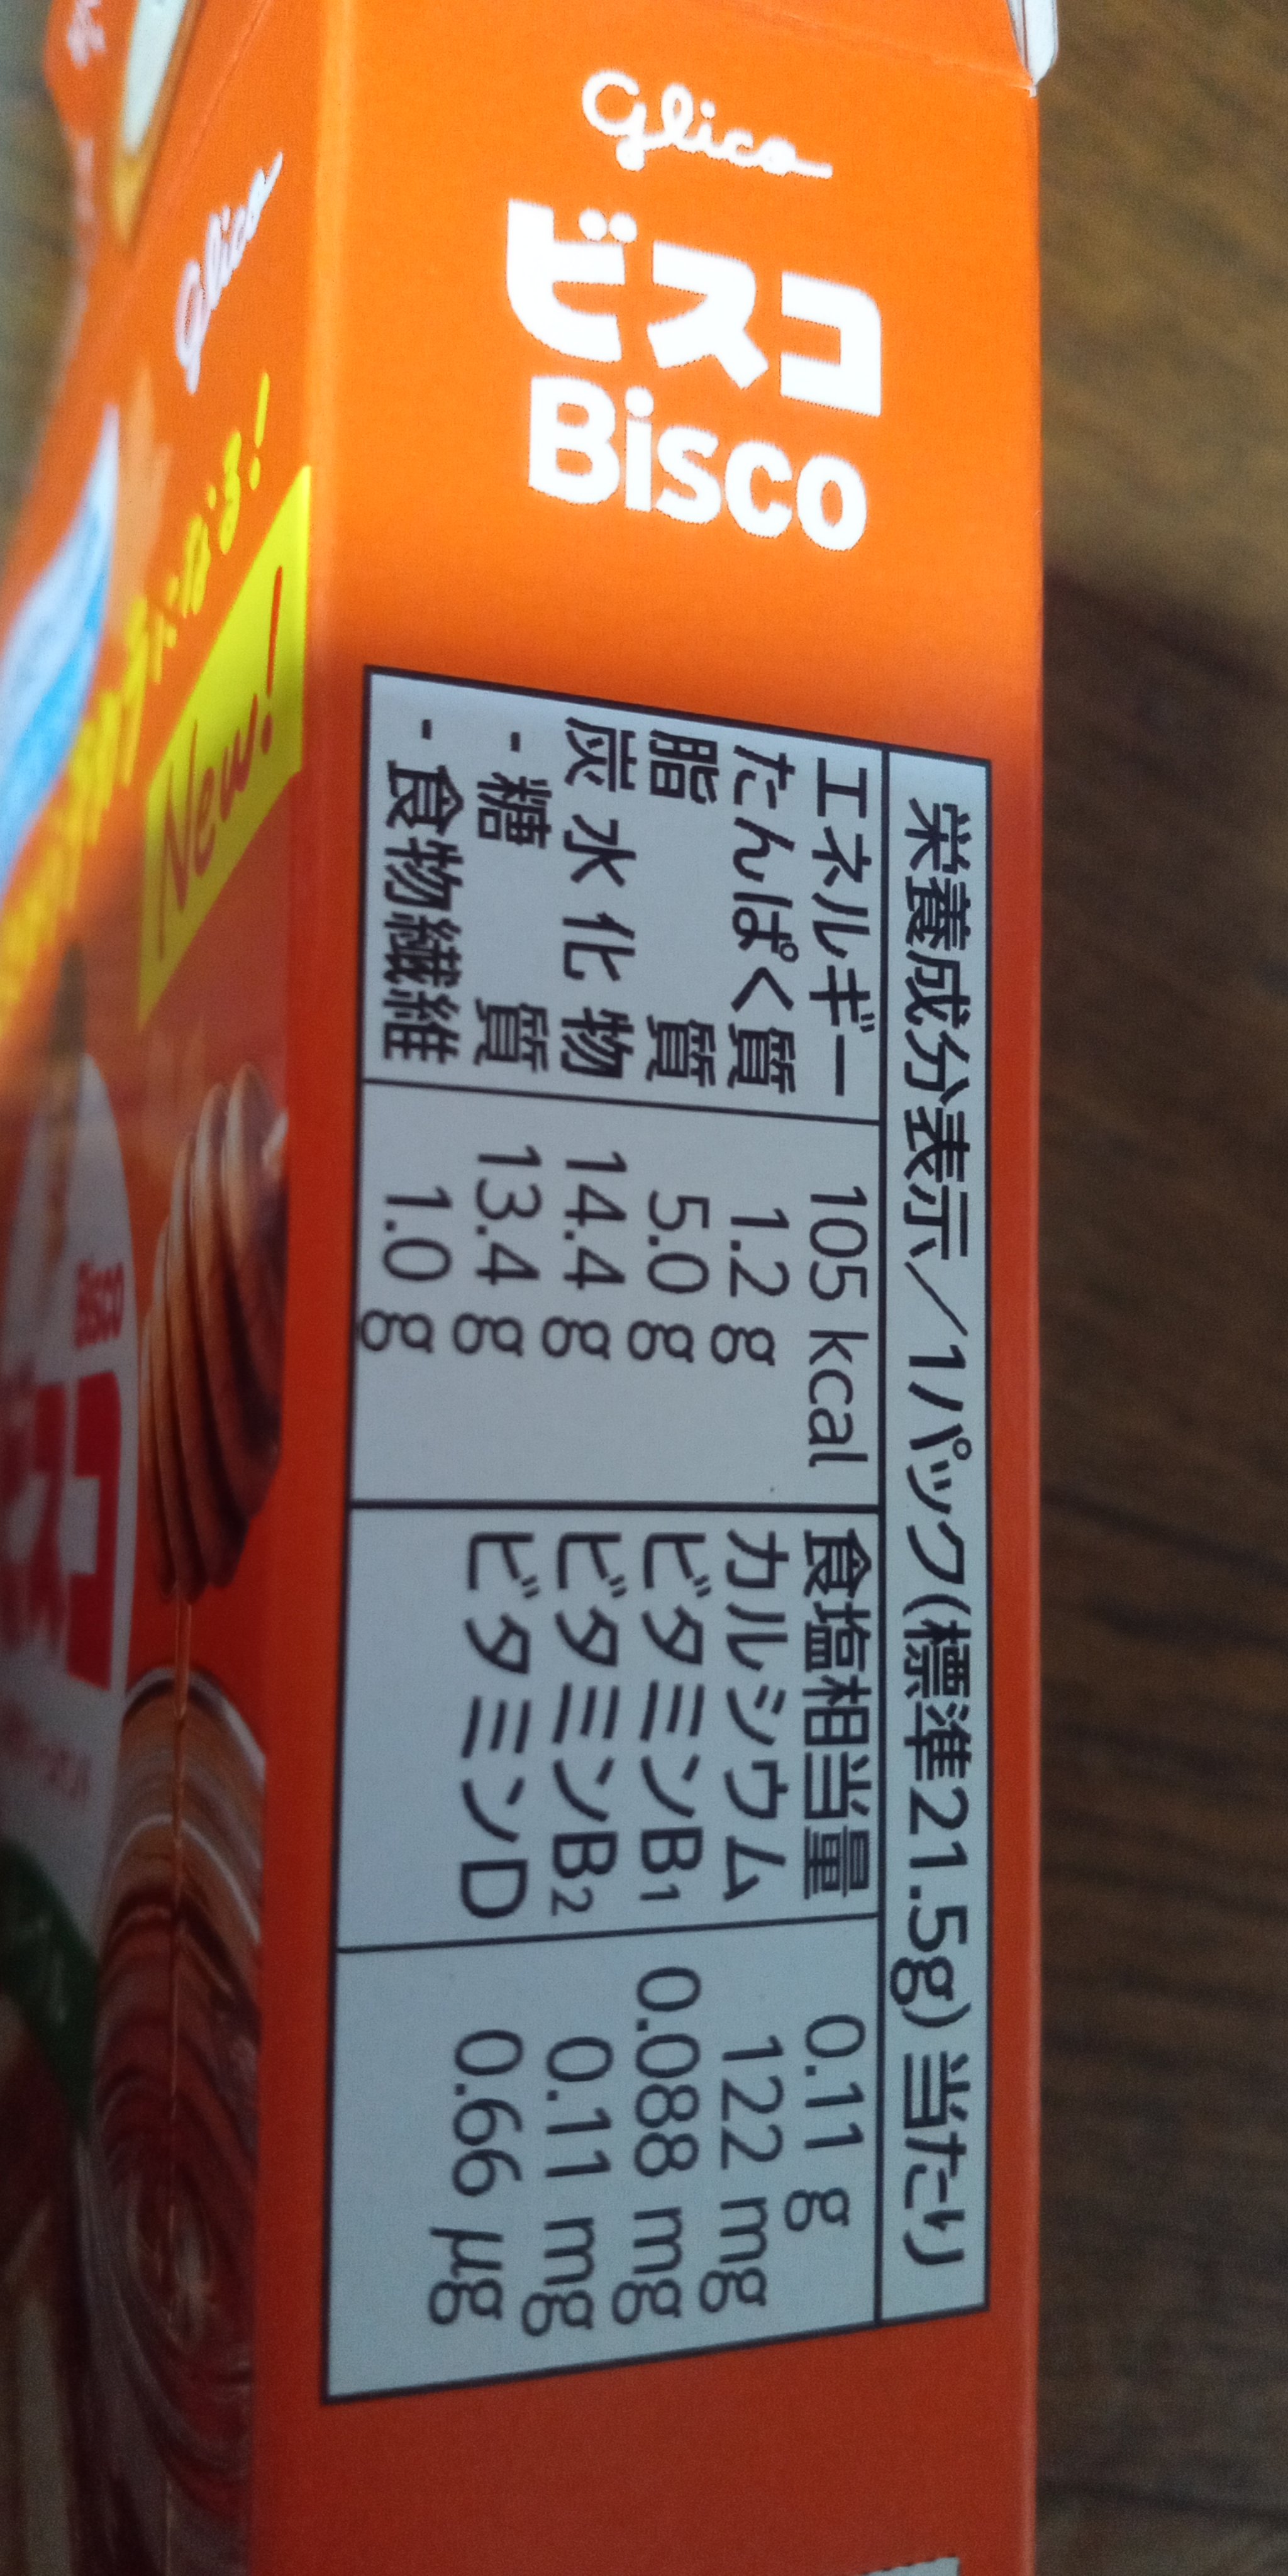 Glica
ビスコ
Bisco
栄養成分表示／1パック(標準21.5g)当たり
エネルギー 105 kcal
たんぱく質 1.2 g
脂質 5.0 g
炭水化物 14.4 g
- 糖質 13.4 g
- 食物繊維 1.0 g
食塩相当量 0.11 g
カルシウム 122 mg
ビタミンB₁ 0.088 mg
ビタミンB₂ 0.11 mg
ビタミンD 0.66 μg
Glico
New!
Bisco